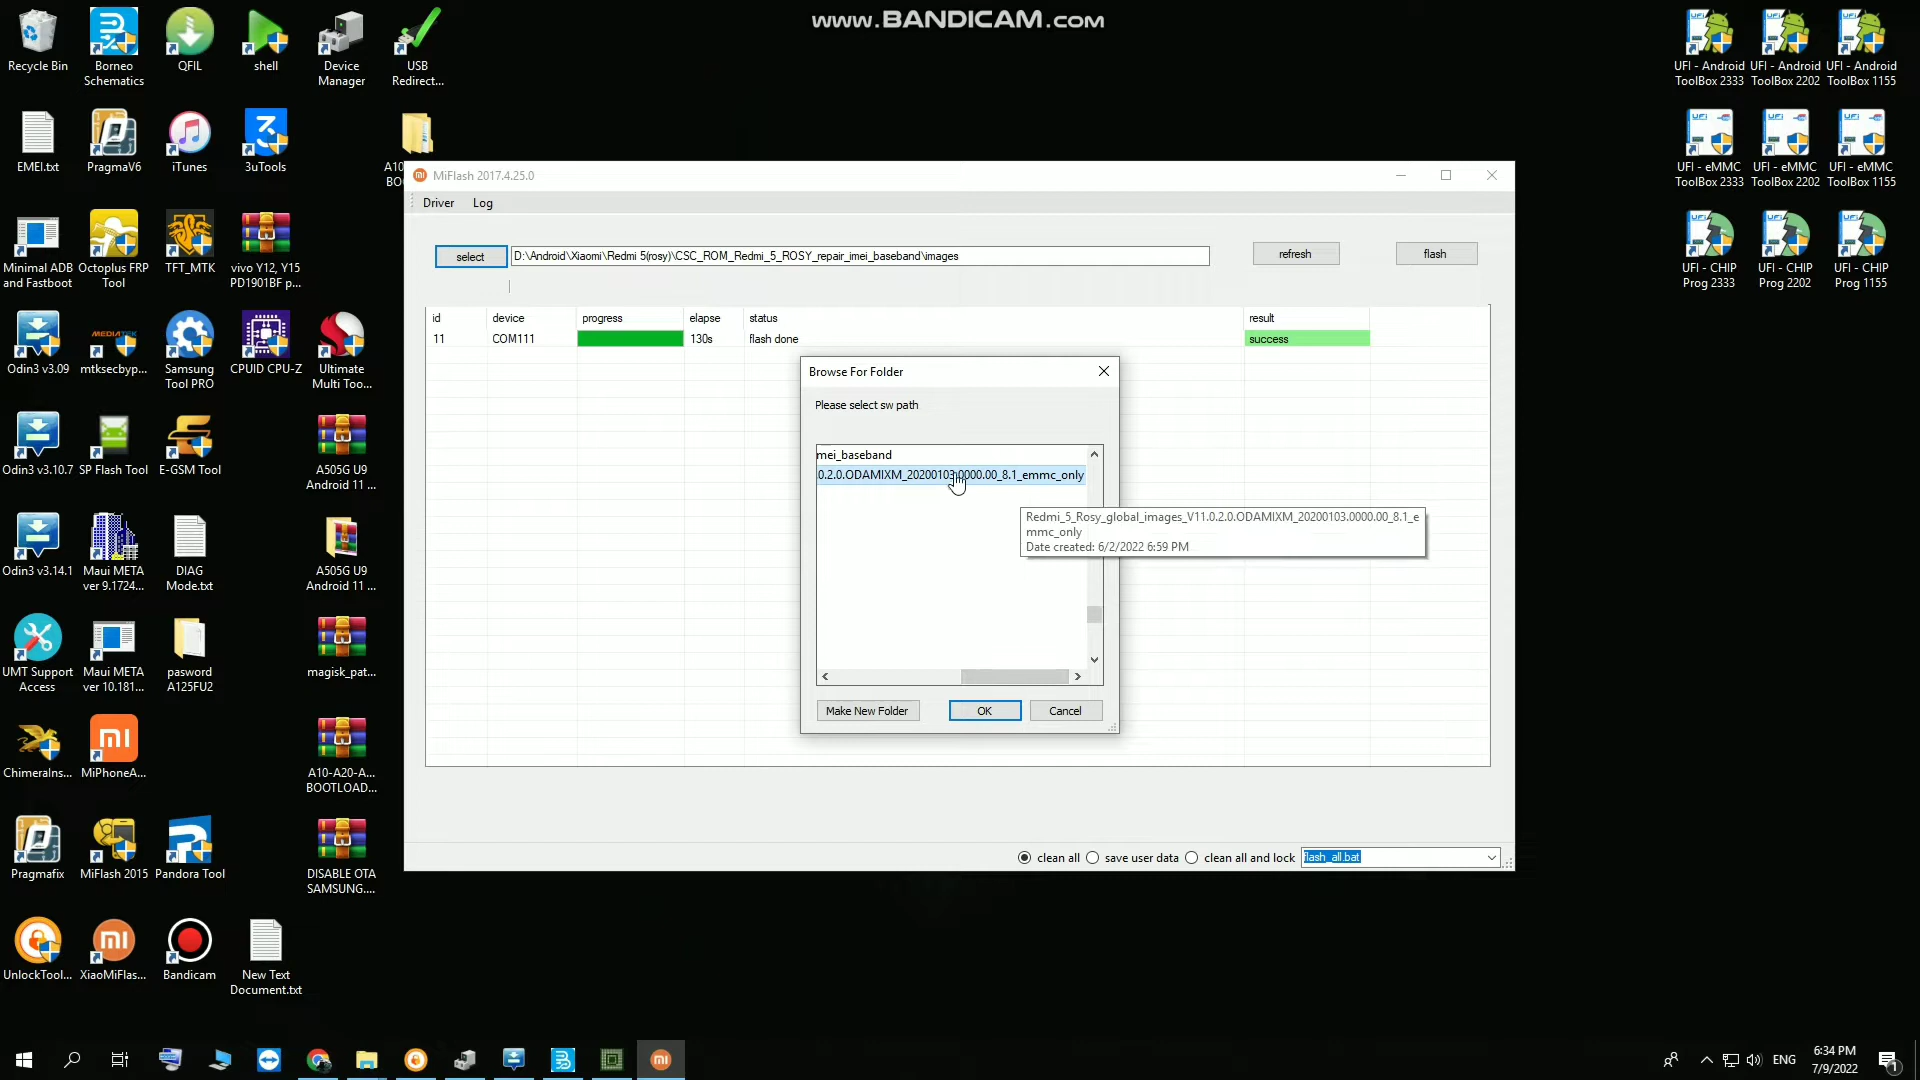 www.BANDICAM.COM
Recycle Bin
Borneo
Schematics
QFIL
shell
Device
Manager
USB
Redirect...
EMEI.txt
PragmaV6
iTunes
3uTools
A10
BO
Minimal ADB
and Fastboot
Octoplus FRP
Tool
TFT_MTK
vivo Y12, Y15
PD1901BF p...
Odin3 v3.09
mtksecbyp...
Samsung
Tool PRO
CPUID CPU-Z
Ultimate
Multi Too...
Odin3 v3.10.7
SP Flash Tool
E-GSM Tool
A505G U9
Android 11 ...
Odin3 v3.14.1
Maui META
ver 9.1724...
DIAG
Mode.txt
A505G U9
Android 11 ...
UMT Support
Access
Maui META
ver 10.181...
pasword
A125FU2
magisk_pat...
ChimeraIns...
MiPhoneA...
A10-A20-A...
BOOTLOAD...
Pragmafix
MiFlash 2015
Pandora Tool
DISABLE OTA
SAMSUNG....
UnlockTool...
XiaoMiFlas...
Bandicam
New Text
Document.txt
MiFlash 2017.4.25.0
Driver
Log
select
D:\Android\Xiaomi\Redmi 5(rosy)\CSC_ROM_Redmi_5_ROSY_repair_imei_baseband\images
refresh
flash
id
device
progress
elapse
status
result
11
COM111
130s
flash done
success
Browse For Folder
Please select sw path
mei_baseband
0.2.0.ODAMIXM_20200103.0000.00_8.1_emmc_only
Redmi_5_Rosy_global_images_V11.0.2.0.ODAMIXM_20200103.0000.00_8.1_e
mmc_only
Date created: 6/2/2022 6:59 PM
Make New Folder
OK
Cancel
clean all
save user data
clean all and lock
flash_all.bat
UFI - Android
ToolBox 2333
UFI - Android
ToolBox 2202
UFI - Android
ToolBox 1155
UFI - eMMC
ToolBox 2333
UFI - eMMC
ToolBox 2202
UFI - eMMC
ToolBox 1155
UFI - CHIP
Prog 2333
UFI - CHIP
Prog 2202
UFI - CHIP
Prog 1155
ENG
6:34 PM
7/9/2022
1